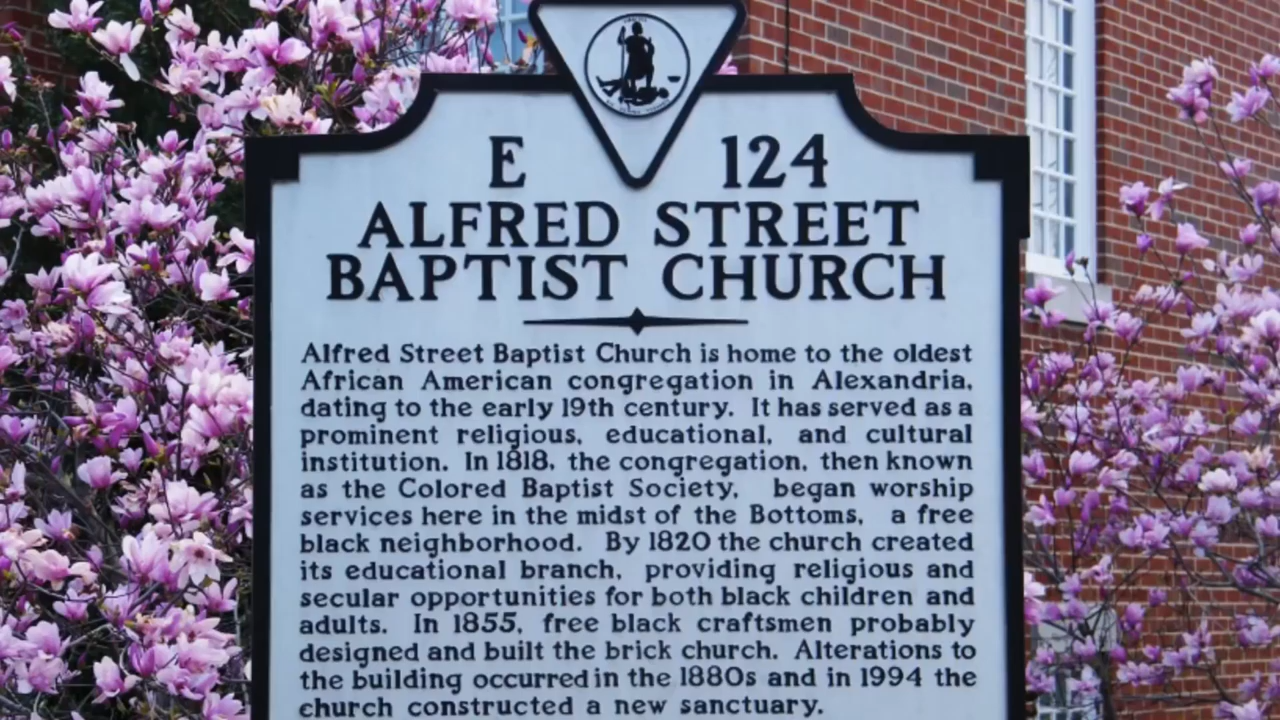 E 124
ALFRED STREET
BAPTIST CHURCH
Alfred Street Baptist Church is home to the oldest
African American congregation in Alexandria,
dating to the early 19th century. It has served as a
prominent religious, educational, and cultural
institution. In 1818, the congregation, then known
as the Colored Baptist Society, began worship
services here in the midst of the Bottoms, a free
black neighborhood. By 1820 the church created
its educational branch, providing religious and
secular opportunities for both black children and
adults. In 1855, free black craftsmen probably
designed and built the brick church. Alterations to
the building occurred in the 1880s and in 1994 the
church constructed a new sanctuary.